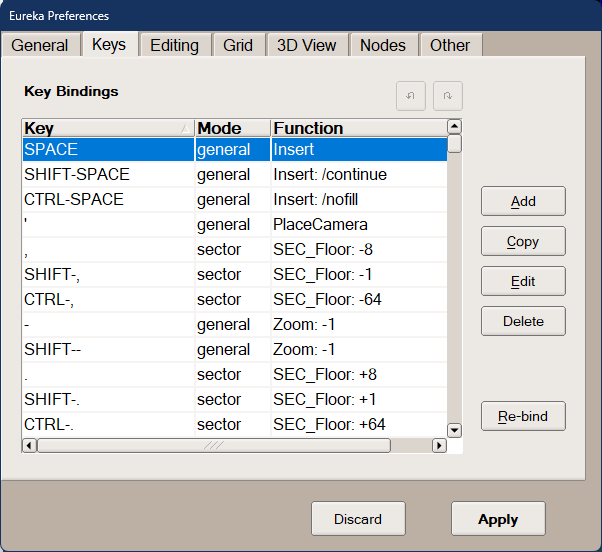 Eureka Preferences
General Keys Editing Grid 3D View Nodes Other
Key Bindings
Key Mode Function
SPACE general Insert
SHIFT-SPACE general Insert: /continue
CTRL-SPACE general Insert: /nofill
' general PlaceCamera
, sector SEC_Floor: -8
SHIFT-, sector SEC_Floor: -1
CTRL-, sector SEC_Floor: -64
- general Zoom: -1
SHIFT-- general Zoom: -1
. sector SEC_Floor: +8
SHIFT-. sector SEC_Floor: +1
CTRL-. sector SEC_Floor: +64
Add
Copy
Edit
Delete
Re-bind
Discard Apply